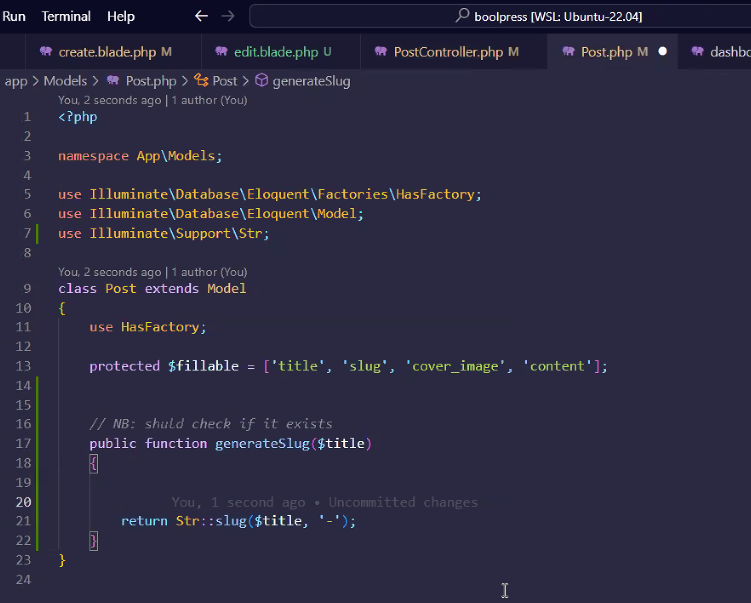 Run Terminal Help ← → boolpress [WSL: Ubuntu-22.04]
create.blade.php M edit.blade.php U PostController.php M Post.php M dashbo
app > Models > Post.php > Post > generateSlug
You, 2 seconds ago | 1 author (You)
1 <?php
2
3 namespace App\Models;
4
5 use Illuminate\Database\Eloquent\Factories\HasFactory;
6 use Illuminate\Database\Eloquent\Model;
7 use Illuminate\Support\Str;
8
You, 2 seconds ago | 1 author (You)
9 class Post extends Model
10 {
11 use HasFactory;
12
13 protected $fillable = ['title', 'slug', 'cover_image', 'content'];
14
15
16 // NB: shuld check if it exists
17 public function generateSlug($title)
18 {
19
20 You, 1 second ago • Uncommitted changes
21 return Str::slug($title, '-');
22 }
23 }
24